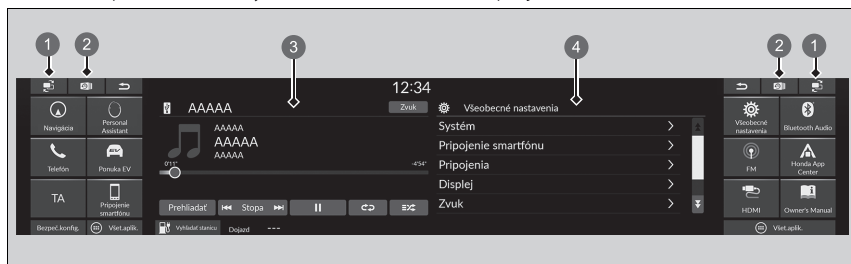 1
2
3
4
2
1
12:34
AAAAA
Zvuk
AAAAA
AAAAA
AAAAA
0'11"
-4'54"
Prehliadať
Stopa
Vyhľadať stanicu
Dojazd ---
Navigácia
Personal
Assistant
Telefón
EV
Ponuka EV
TA
Pripojenie
smartfónu
Bezpeč.konfig.
Všet.aplik.
Všeobecné nastavenia
Systém
Pripojenie smartfónu
Pripojenia
Displej
Zvuk
Všeobecné
nastavenia
Bluetooth Audio
FM
Honda App
Center
HDMI
Owner's Manual
Všet.aplik.